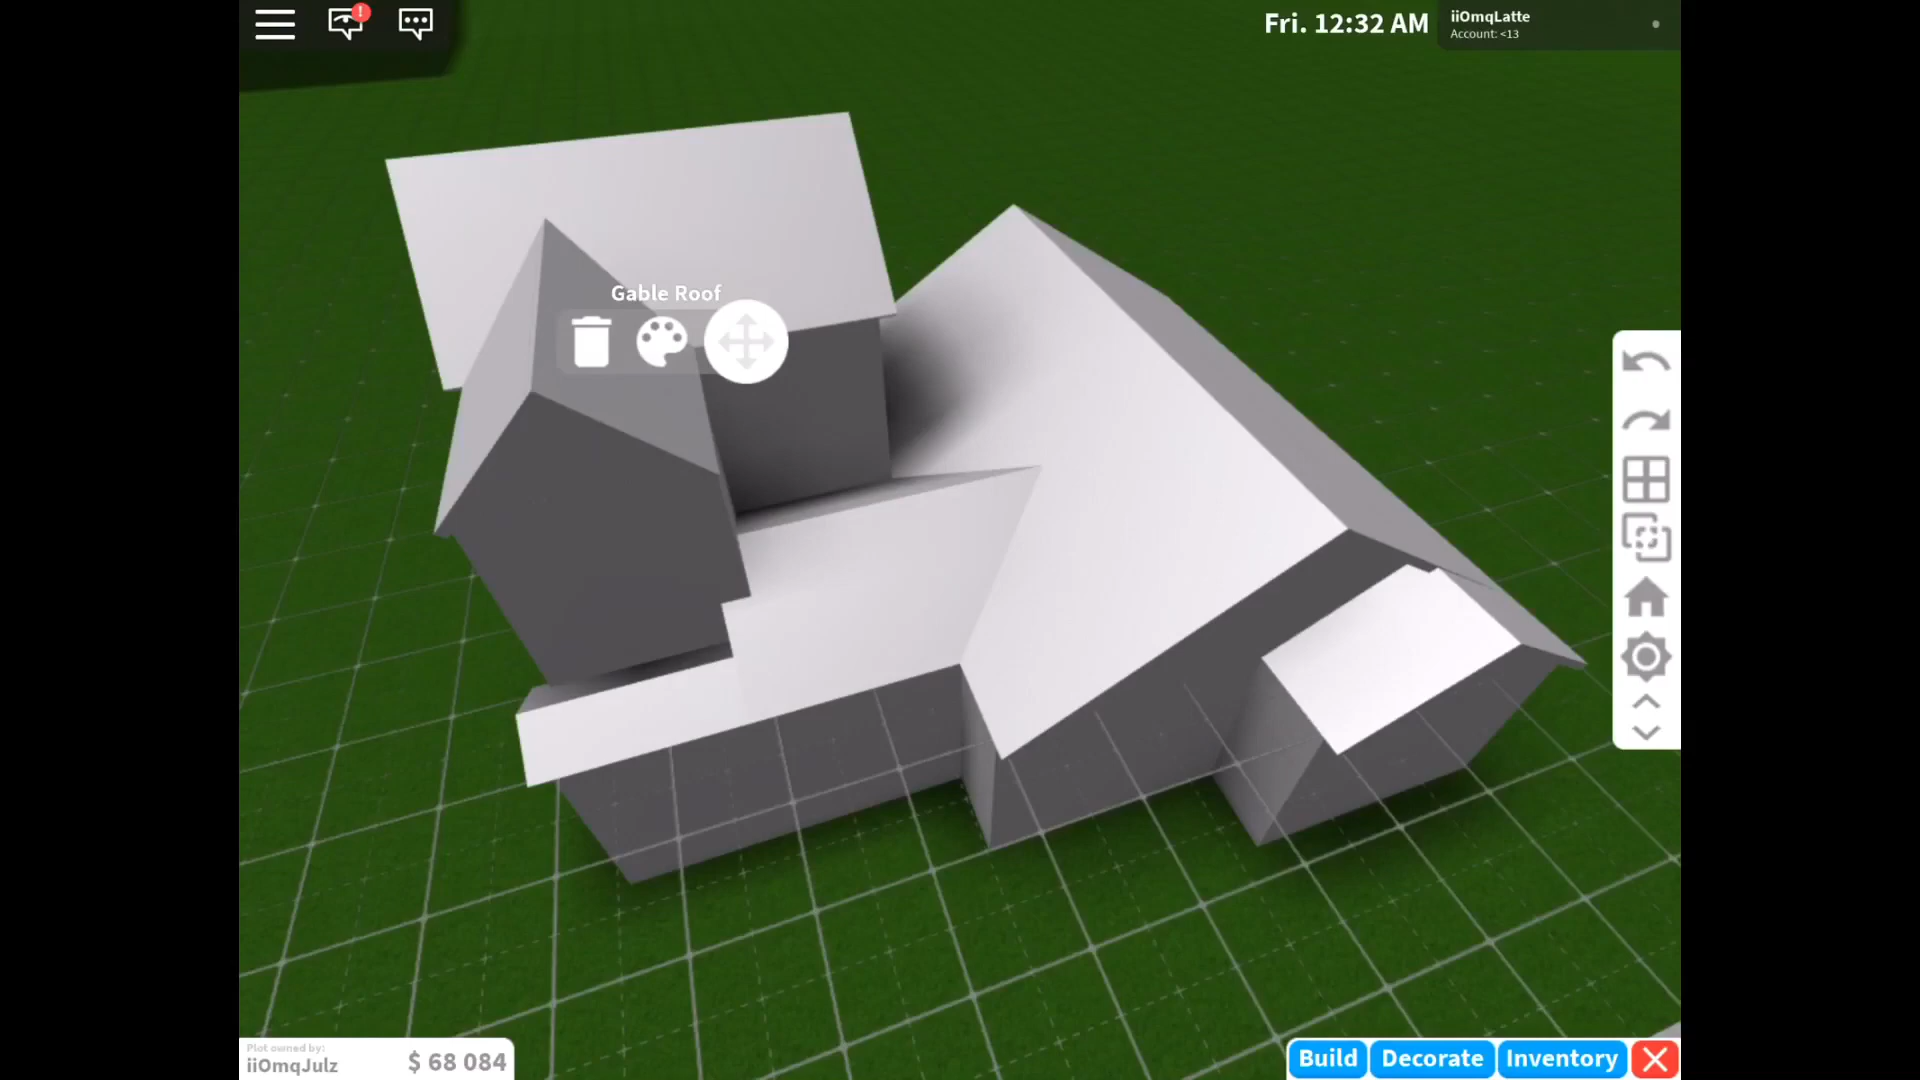 Fri. 12:32 AM
iiOmqLatte
Account: <13
Gable Roof
Plot owned by:
iiOmqJulz
$ 68 084
Build
Decorate
Inventory